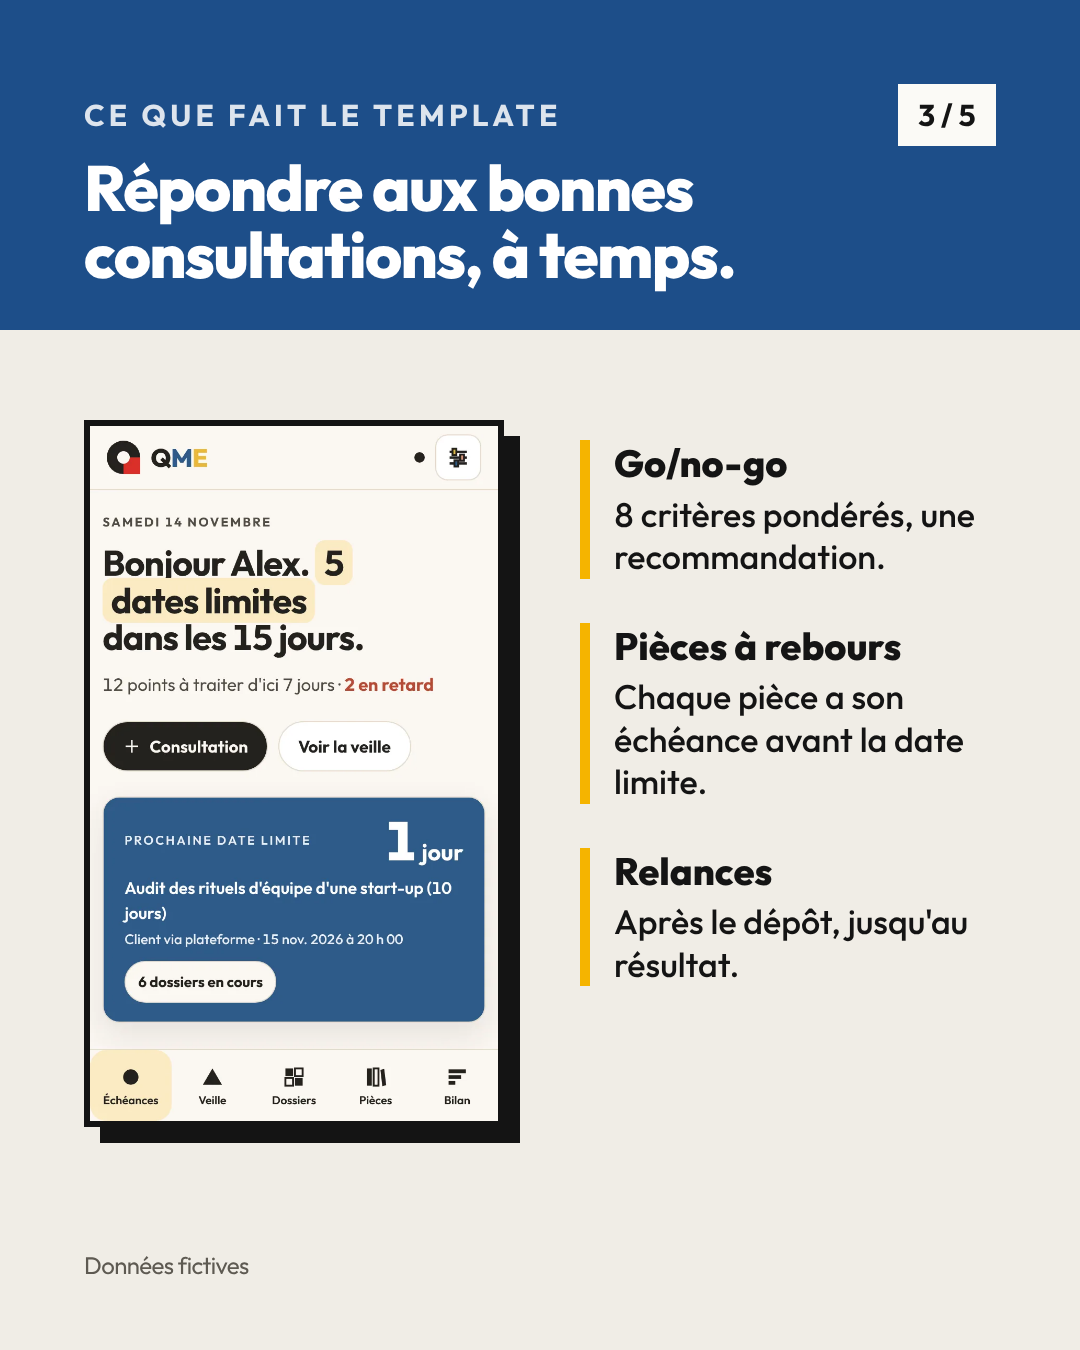 CE QUE FAIT LE TEMPLATE
3 / 5
Répondre aux bonnes
consultations, à temps.
QME
SAMEDI 14 NOVEMBRE
Bonjour Alex. 5
dates limites
dans les 15 jours.
12 points à traiter d'ici 7 jours · 2 en retard
+ Consultation
Voir la veille
PROCHAINE DATE LIMITE
1 jour
Audit des rituels d'équipe d'une start-up (10
jours)
Client via plateforme · 15 nov. 2026 à 20 h 00
6 dossiers en cours
Échéances
Veille
Dossiers
Pièces
Bilan
Go/no-go
8 critères pondérés, une
recommandation.
Pièces à rebours
Chaque pièce a son
échéance avant la date
limite.
Relances
Après le dépôt, jusqu'au
résultat.
Données fictives